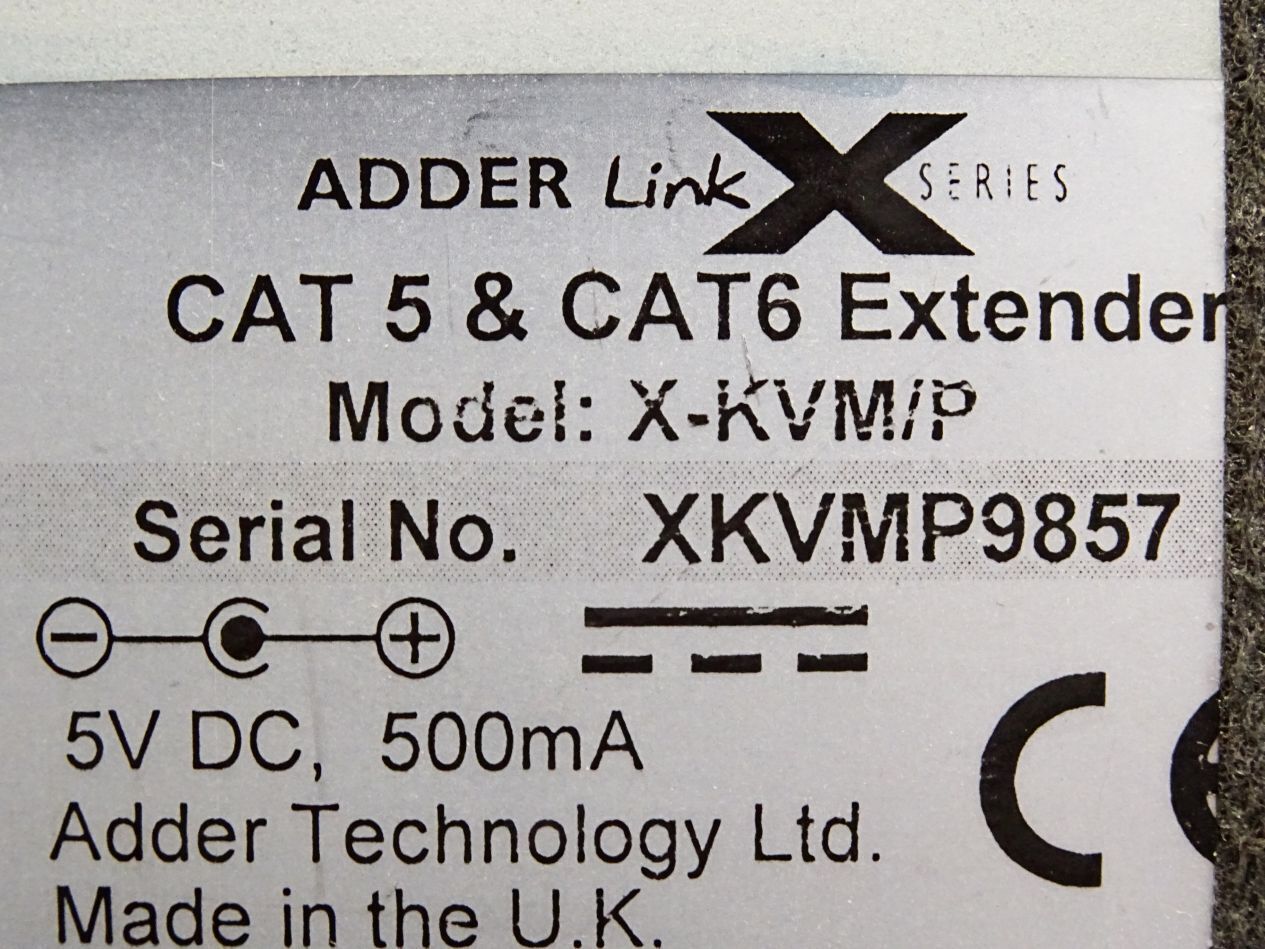 ADDER Link X SERIES
CAT 5 & CAT6 Extender
Model: X-KVM/P
Serial No. XKVMP9857
5V DC, 500mA
Adder Technology Ltd.
Made in the U.K.
CE